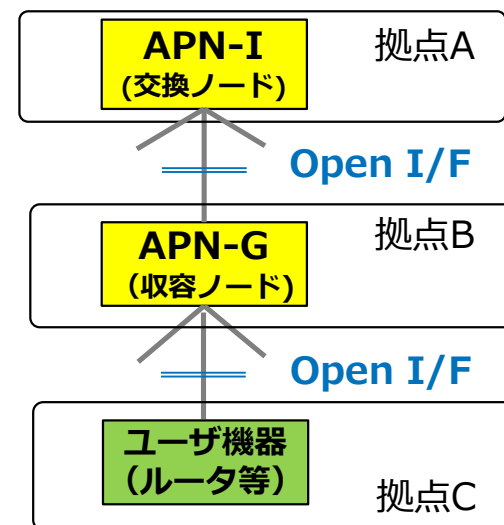 APN-I
(交換ノード)
拠点A
Open I/F
APN-G
（収容ノード)
拠点B
Open I/F
ユーザ機器
（ルータ等）
拠点C